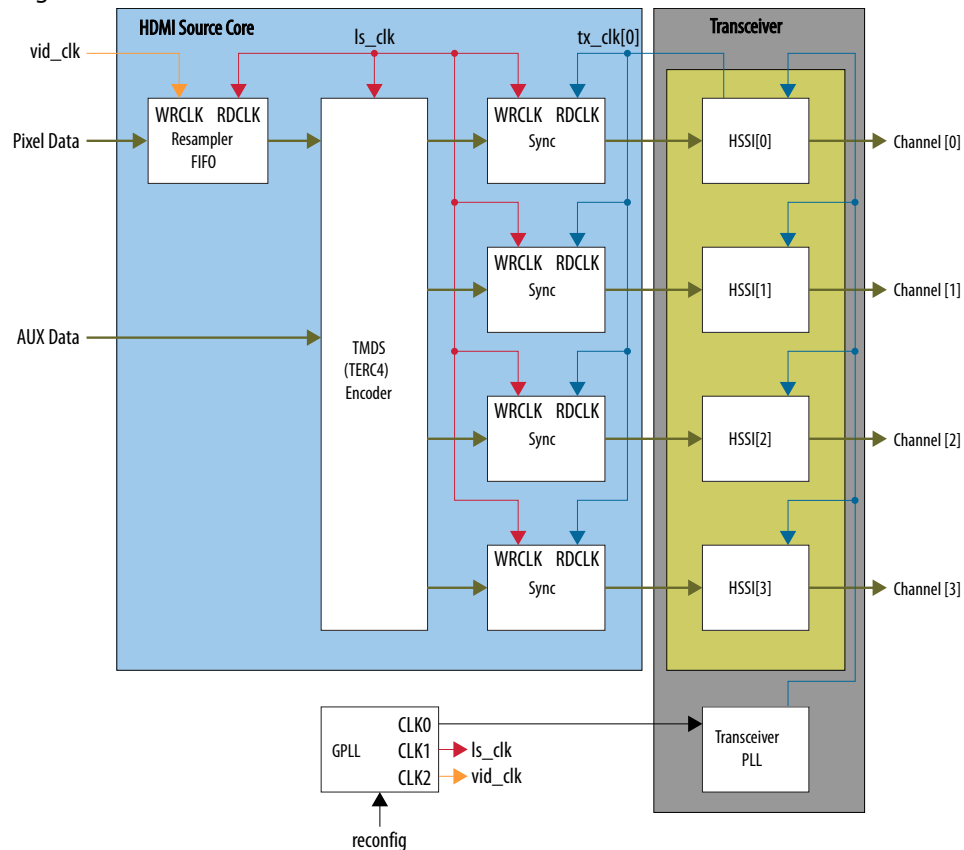 HDMI Source Core
Transceiver
vid_clk
ls_clk
tx_clk[0]
WRCLK RDCLK
Resampler
FIFO
WRCLK RDCLK
Sync
HSSI[0]
Pixel Data
Channel [0]
WRCLK RDCLK
Sync
HSSI[1]
Channel [1]
AUX Data
TMDS
(TERC4)
Encoder
WRCLK RDCLK
Sync
HSSI[2]
Channel [2]
WRCLK RDCLK
Sync
HSSI[3]
Channel [3]
GPLL
CLK0
CLK1
CLK2
ls_clk
vid_clk
Transceiver
PLL
reconfig